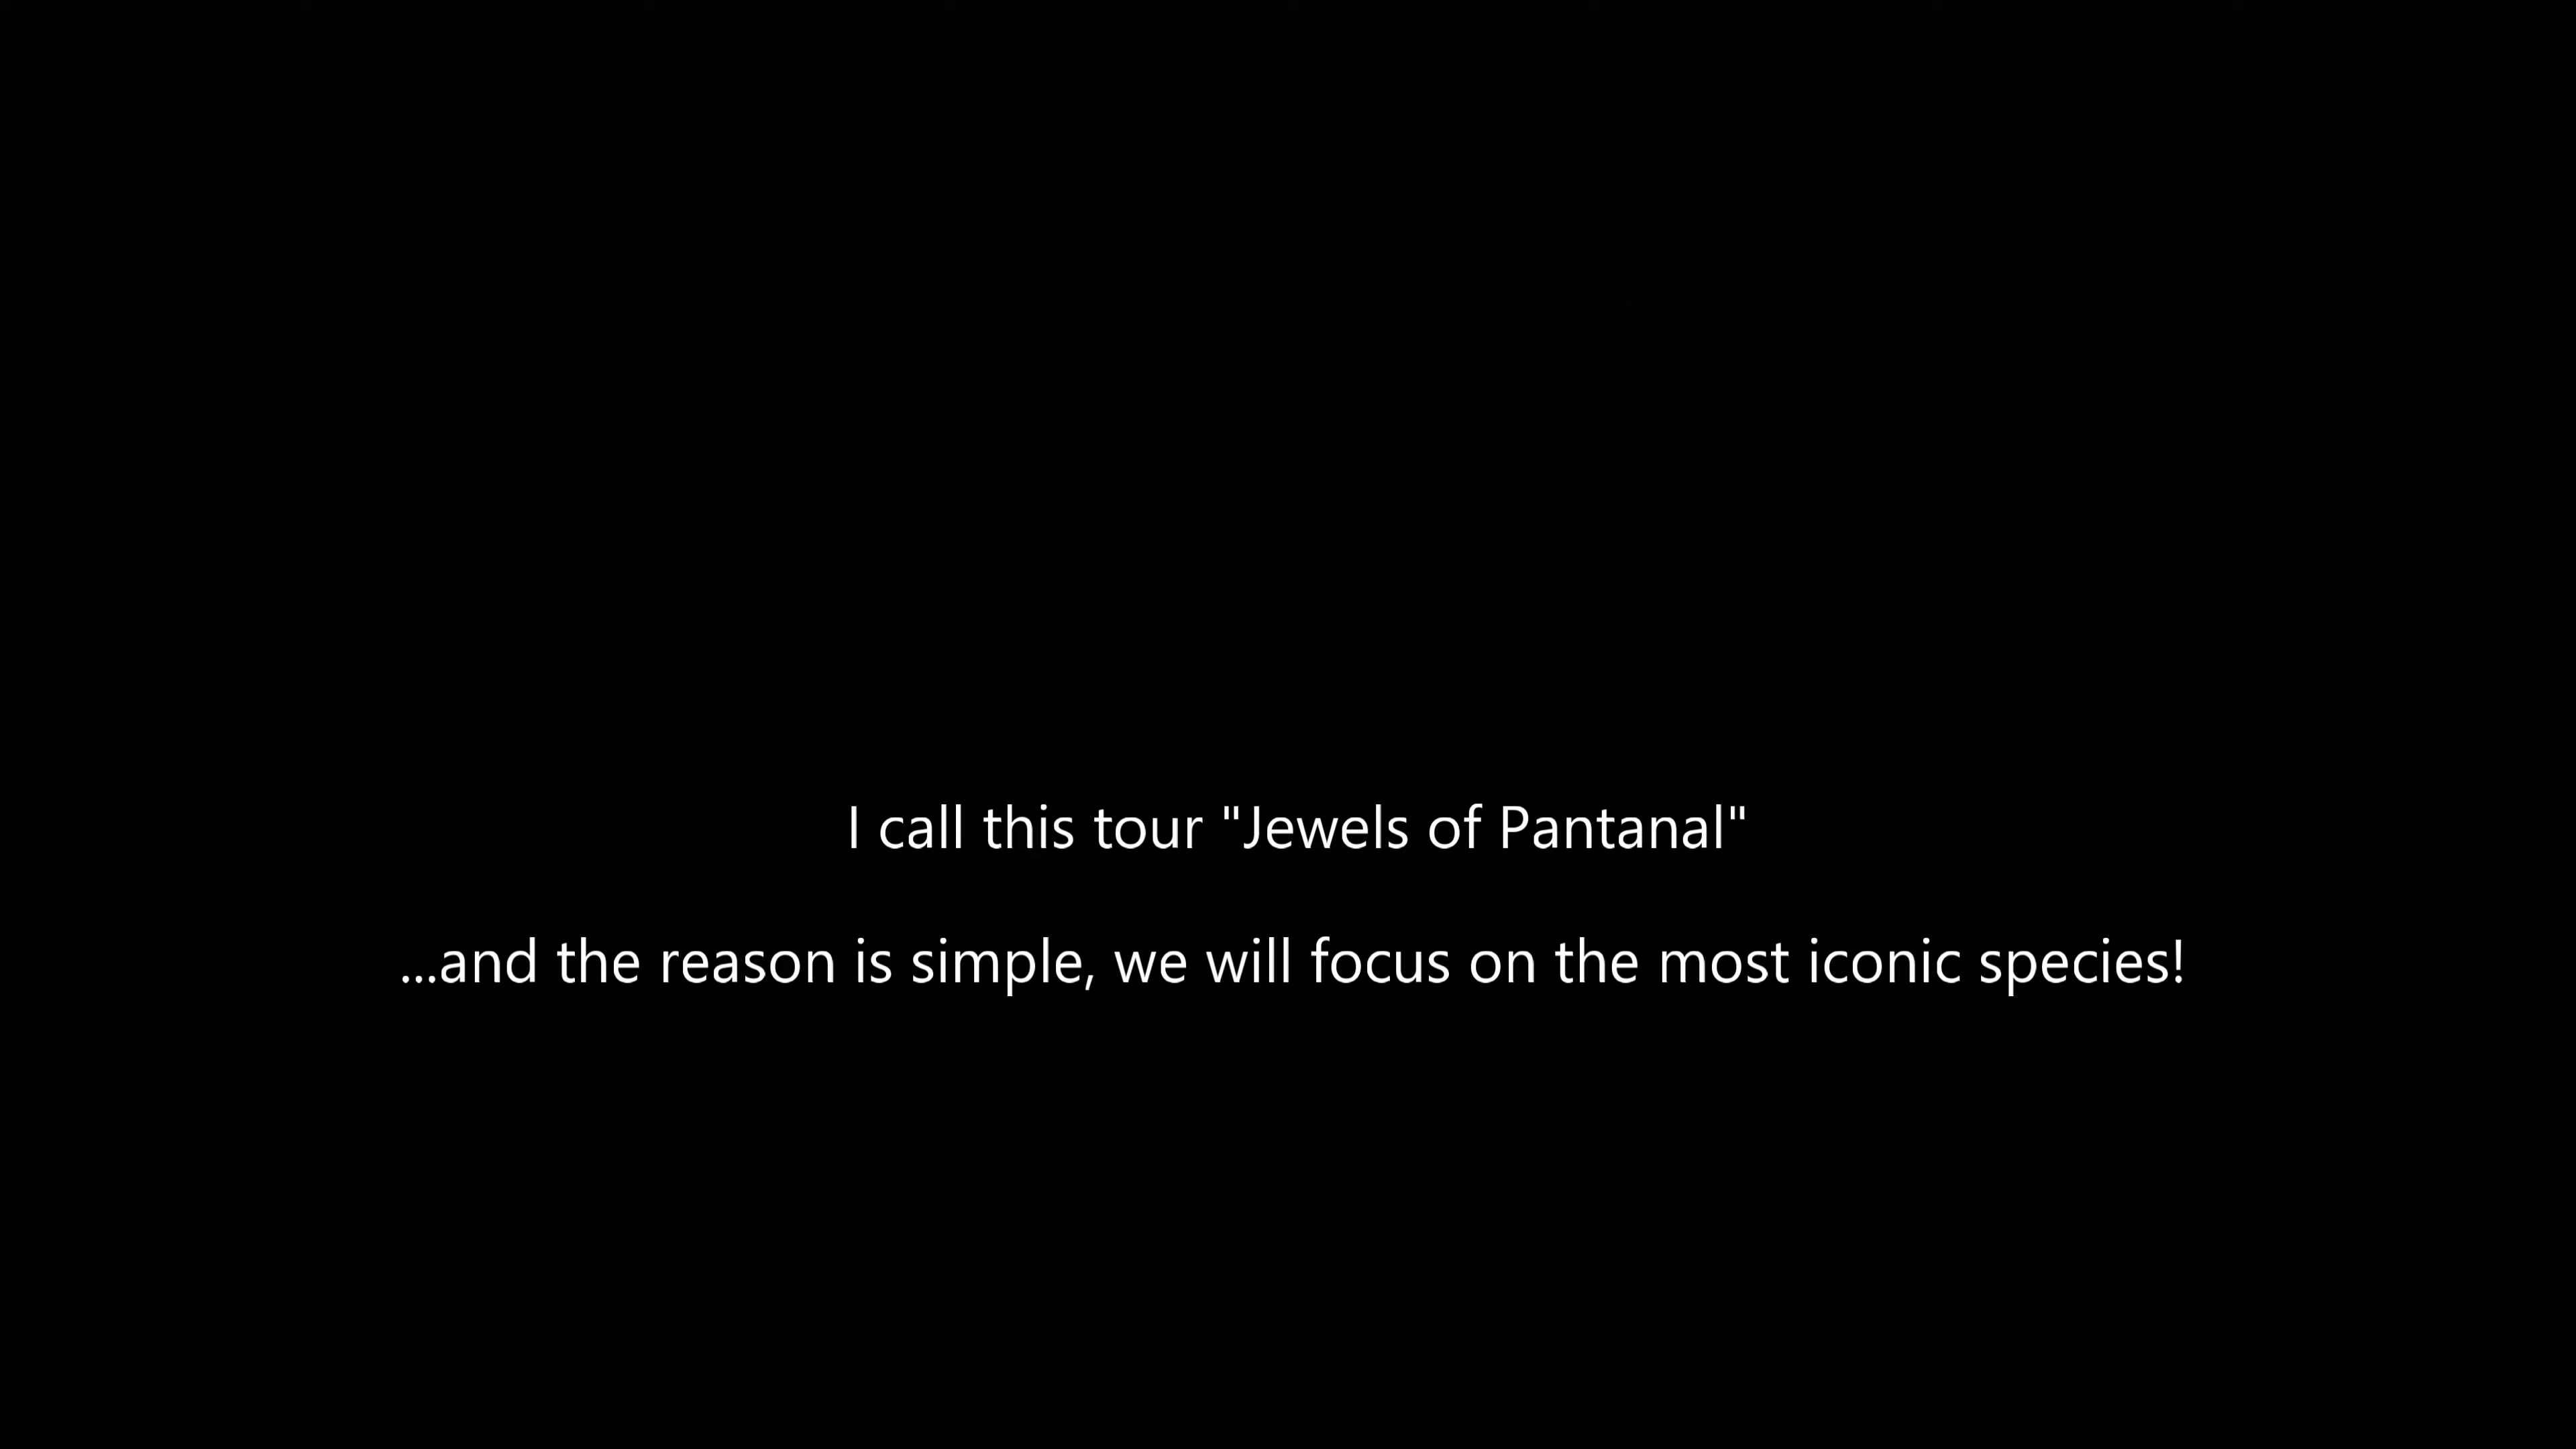 I call this tour "Jewels of Pantanal"
...and the reason is simple, we will focus on the most iconic species!